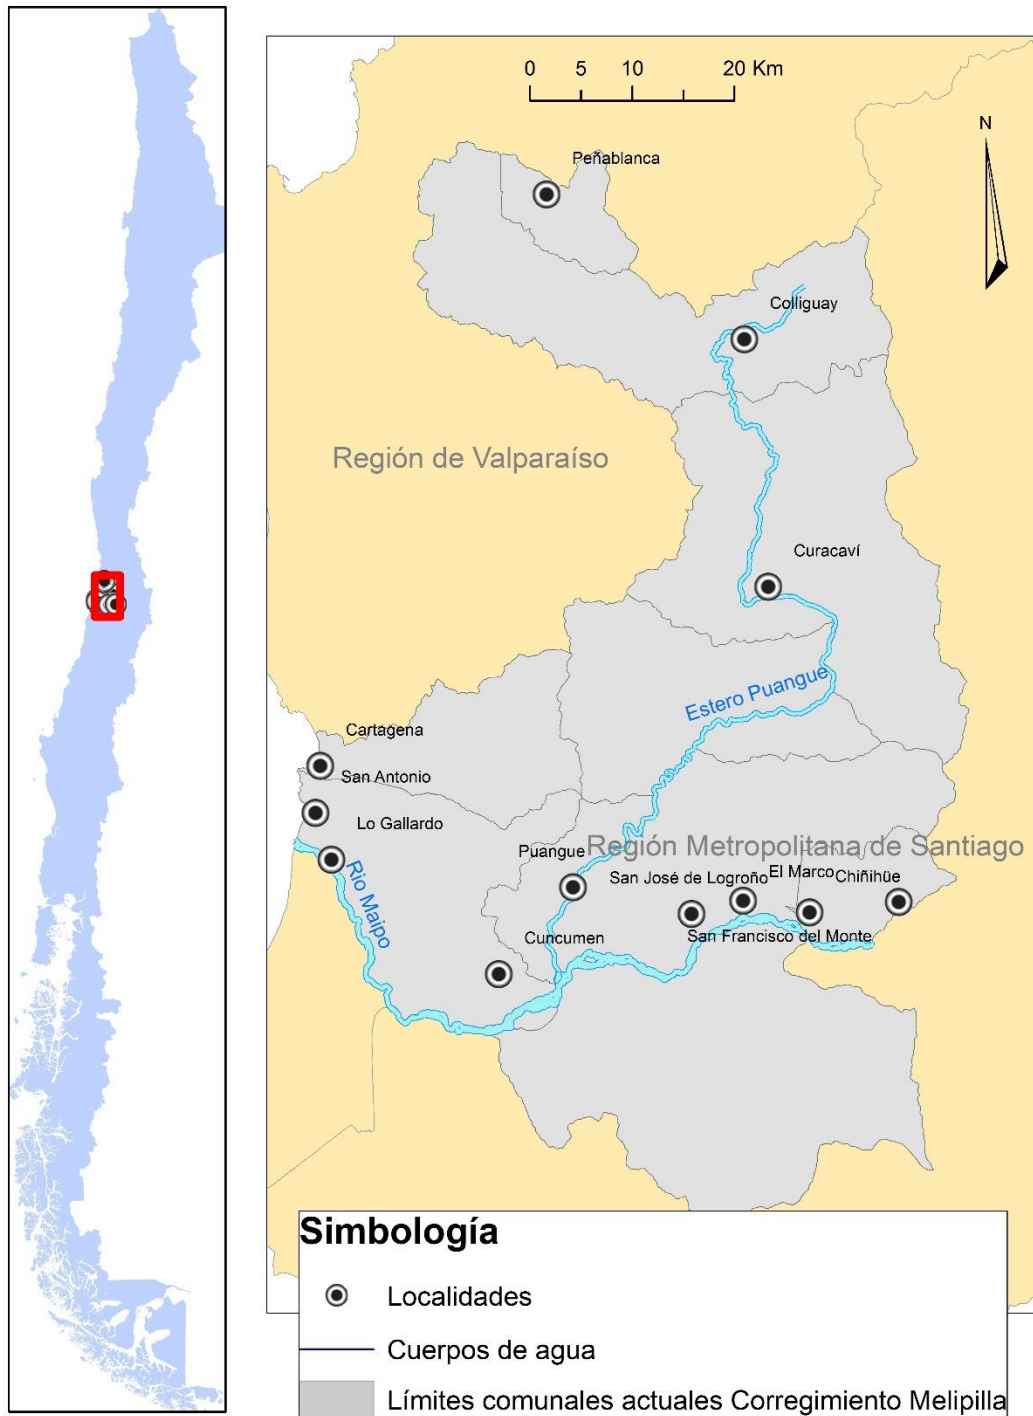 0 5 10 20 Km
N
Peñablanca
Colliguay
Región de Valparaíso
Curacaví
Estero Puangue
Cartagena
San Antonio
Lo Gallardo
Rio Maipo
Puangue
Región Metropolitana de Santiago
San José de Logroño
El Marco
Chiñihüe
San Francisco del Monte
Cuncumen
Simbología
Localidades
Cuerpos de agua
Límites comunales actuales Corregimiento Melipilla